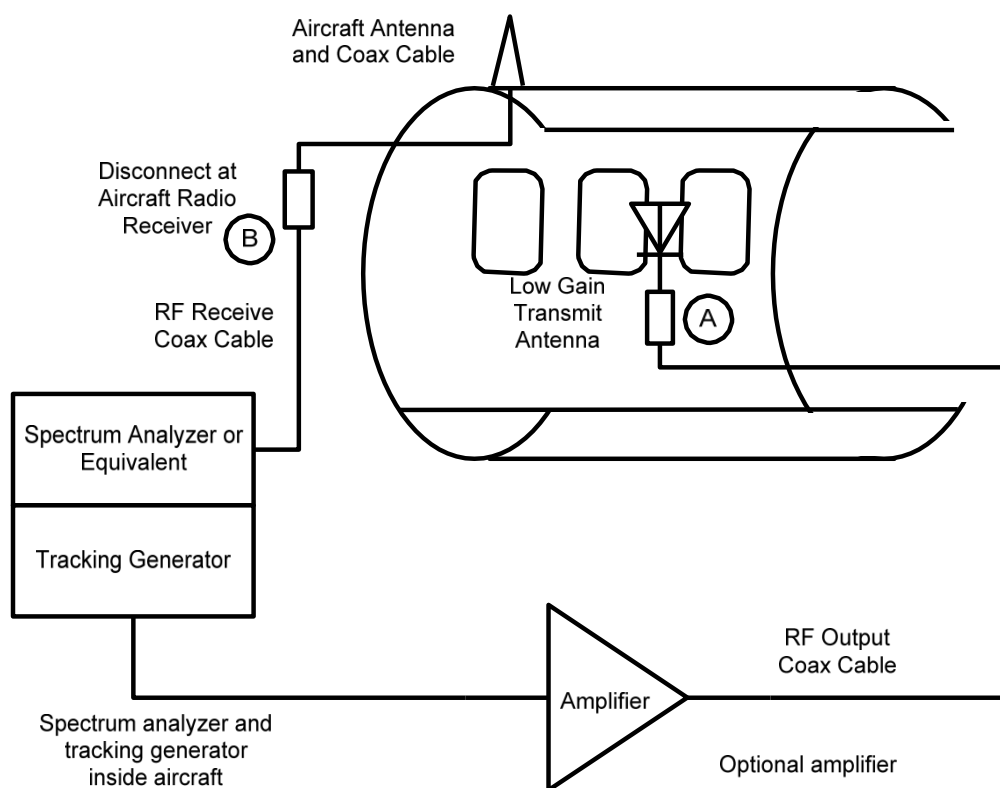 Aircraft Antenna
and Coax Cable
Disconnect at
Aircraft Radio
Receiver
B
RF Receive
Coax Cable
Low Gain
Transmit
Antenna
A
Spectrum Analyzer or
Equivalent
Tracking Generator
RF Output
Coax Cable
Amplifier
Spectrum analyzer and
tracking generator
inside aircraft
Optional amplifier